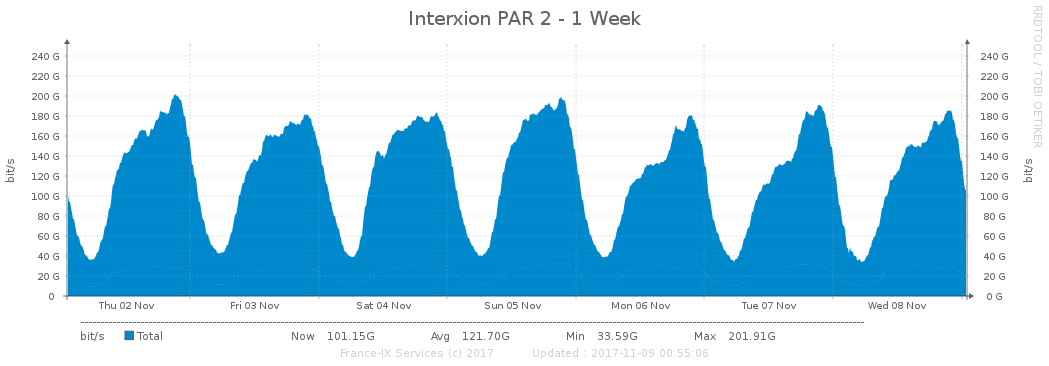 Interxion PAR 2 - 1 Week
RRDTOOL / TOBI OETIKER
bit/s
240 G 240 G
220 G 220 G
200 G 200 G
180 G 180 G
160 G 160 G
140 G 140 G
120 G 120 G
100 G 100 G
80 G 80 G
60 G 60 G
40 G 40 G
20 G 20 G
0 0 G
bit/s
Thu 02 Nov Fri 03 Nov Sat 04 Nov Sun 05 Nov Mon 06 Nov Tue 07 Nov Wed 08 Nov
bit/s Total Now 101.15G Avg 121.70G Min 33.59G Max 201.91G
France-IX Services (c) 2017 Updated : 2017-11-09 00:55:06